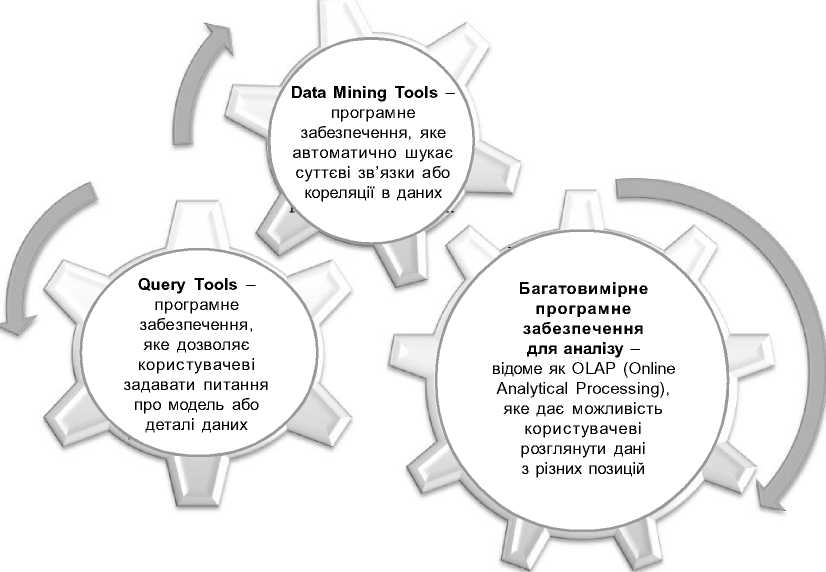 Data Mining Tools –
програмне
забезпечення, яке
автоматично шукає
суттєві зв’язки або
кореляції в даних
Query Tools –
програмне
забезпечення,
яке дозволяє
користувачеві
задавати питання
про модель або
деталі даних
Багатовимірне
програмне
забезпечення
для аналізу –
відоме як OLAP (Online
Analytical Processing),
яке дає можливість
користувачеві
розглянути дані
з різних позицій